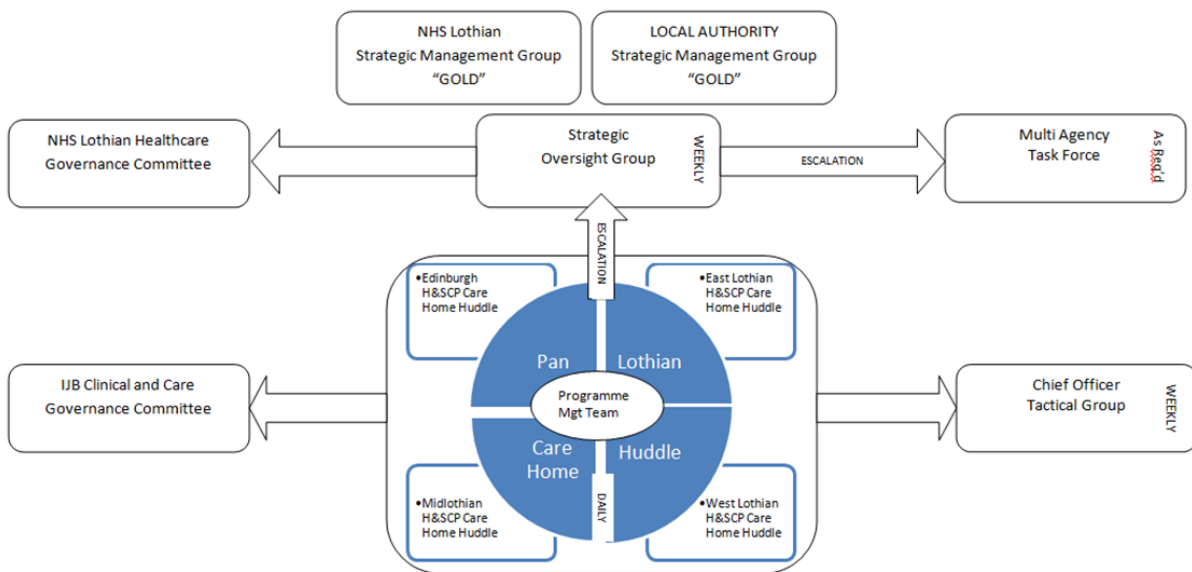 NHS Lothian
Strategic Management Group
“GOLD”
LOCAL AUTHORITY
Strategic Management Group
“GOLD”
NHS Lothian Healthcare
Governance Committee
Strategic
Oversight Group
WEEKLY
ESCALATION
Multi Agency
Task Force
As Req'd
ESCALATION
•Edinburgh
H&SCP Care
Home Huddle
•East Lothian
H&SCP Care
Home Huddle
Pan
Lothian
IJB Clinical and Care
Governance Committee
Programme
Mgt Team
Chief Officer
Tactical Group
WEEKLY
Care
Home
Huddle
DAILY
•Midlothian
H&SCP Care
Home Huddle
•West Lothian
H&SCP Care
Home Huddle